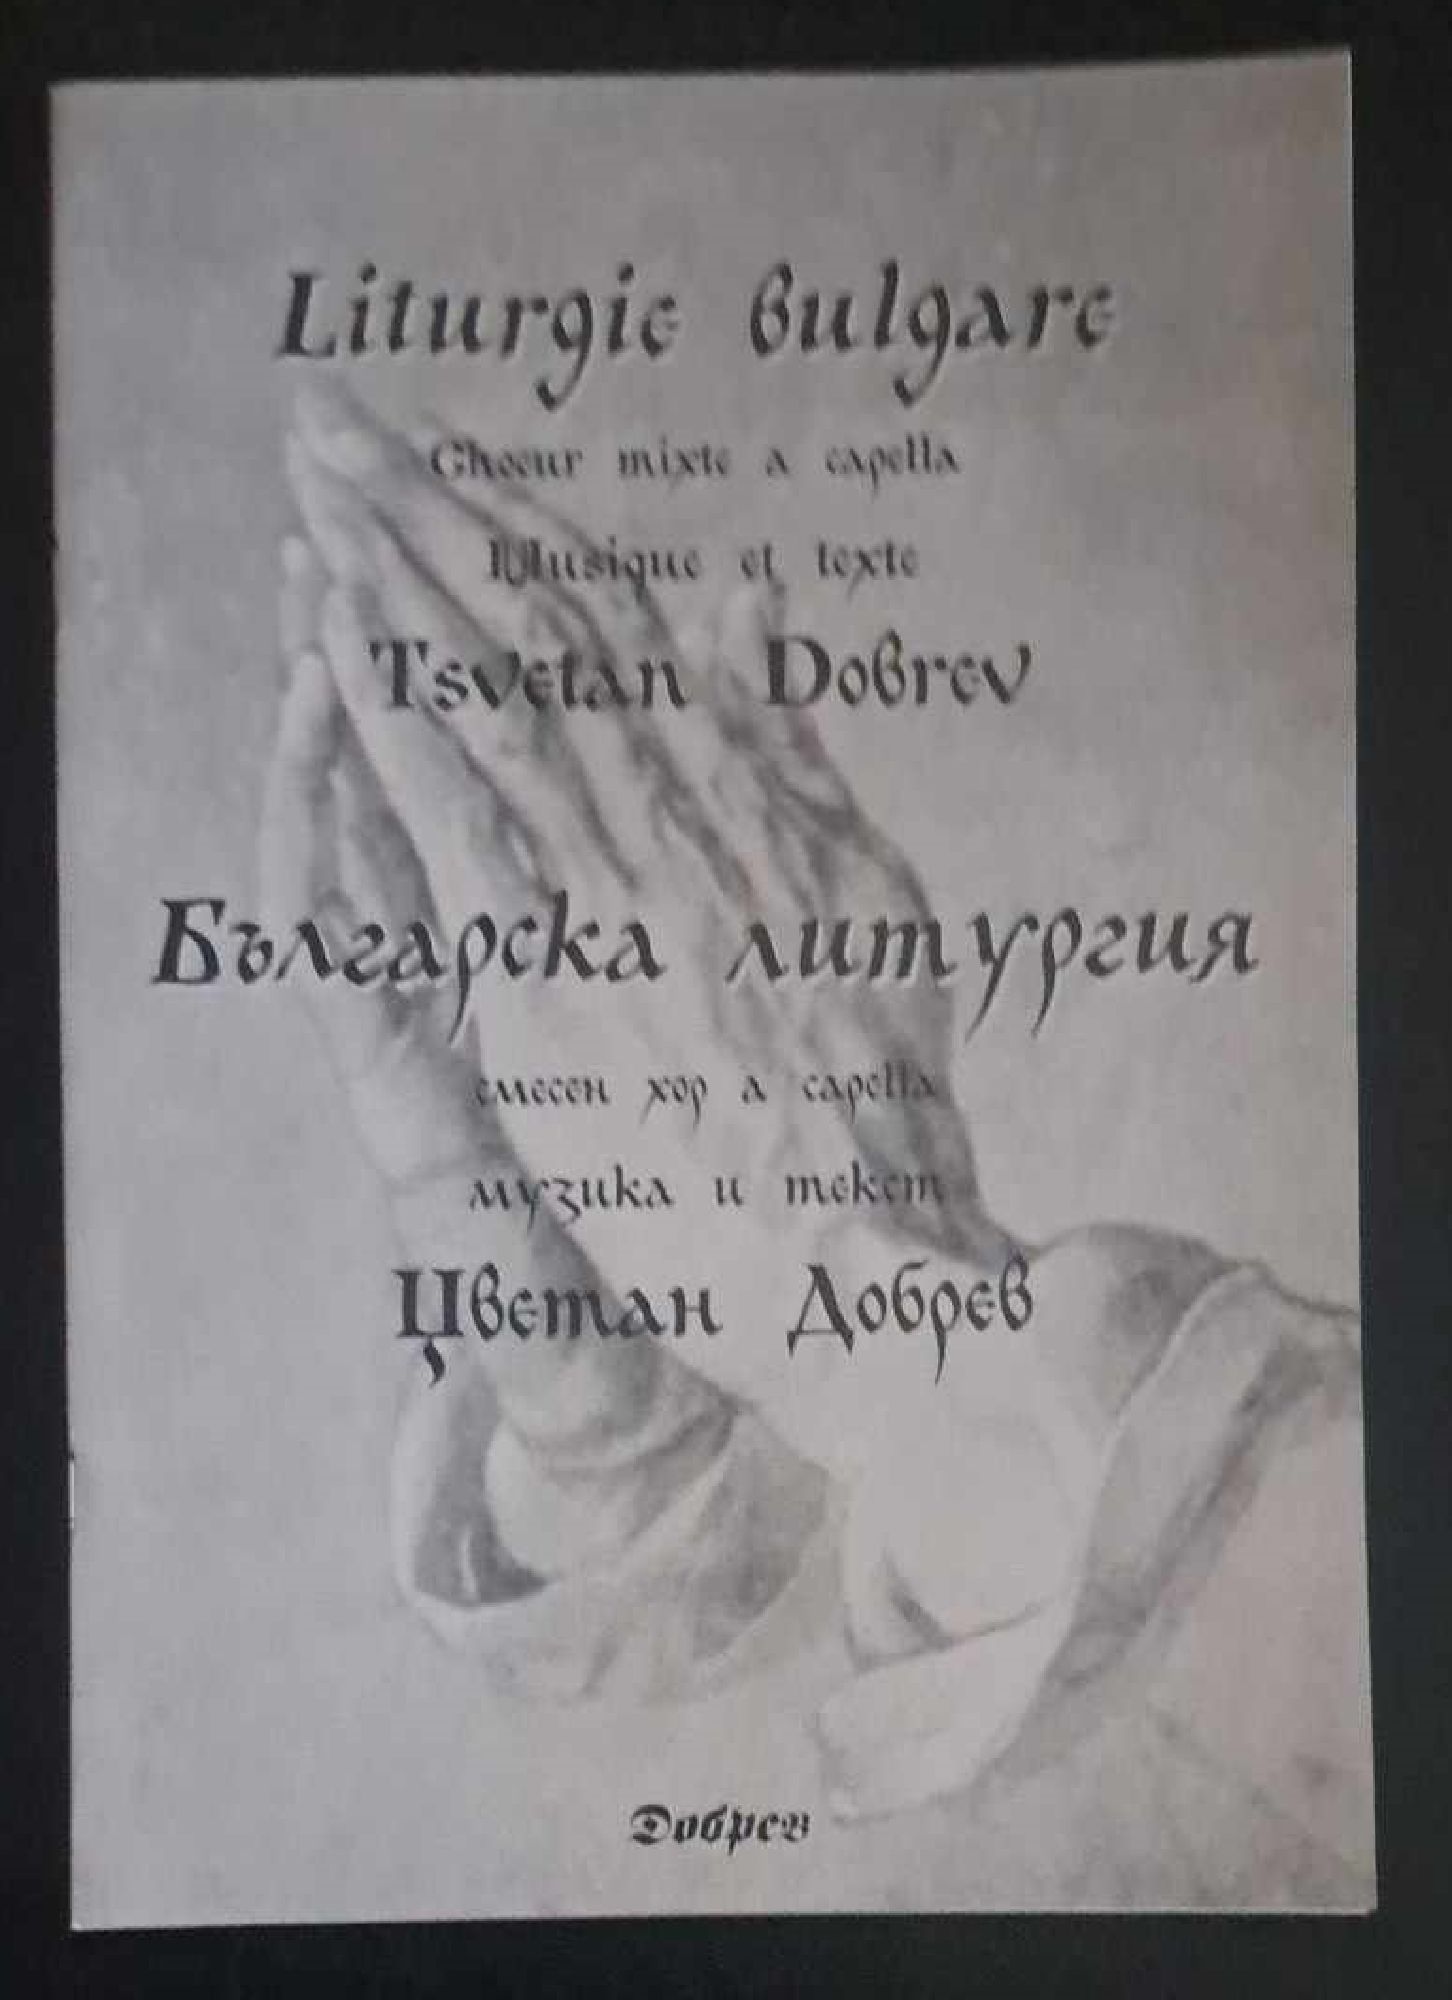 Liturgie bulgare
Choeur mixte a capella
Musique et texte
Tsvetan Dobrev
Българска литургия
смесен хор a capella
музика и текст
Цветан Добрев
Добрев